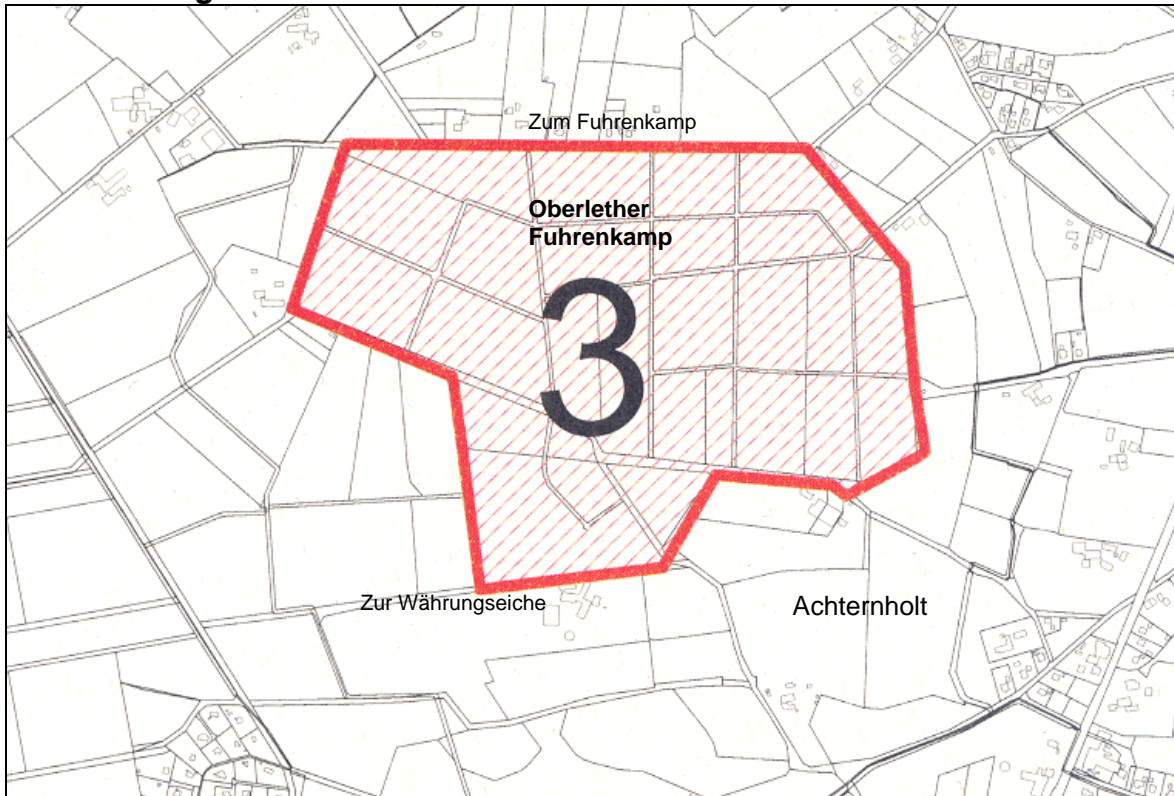 Zum Fuhrenkamp
Oberlether
Fuhrenkamp
3
Zur Währungseiche
Achternholt